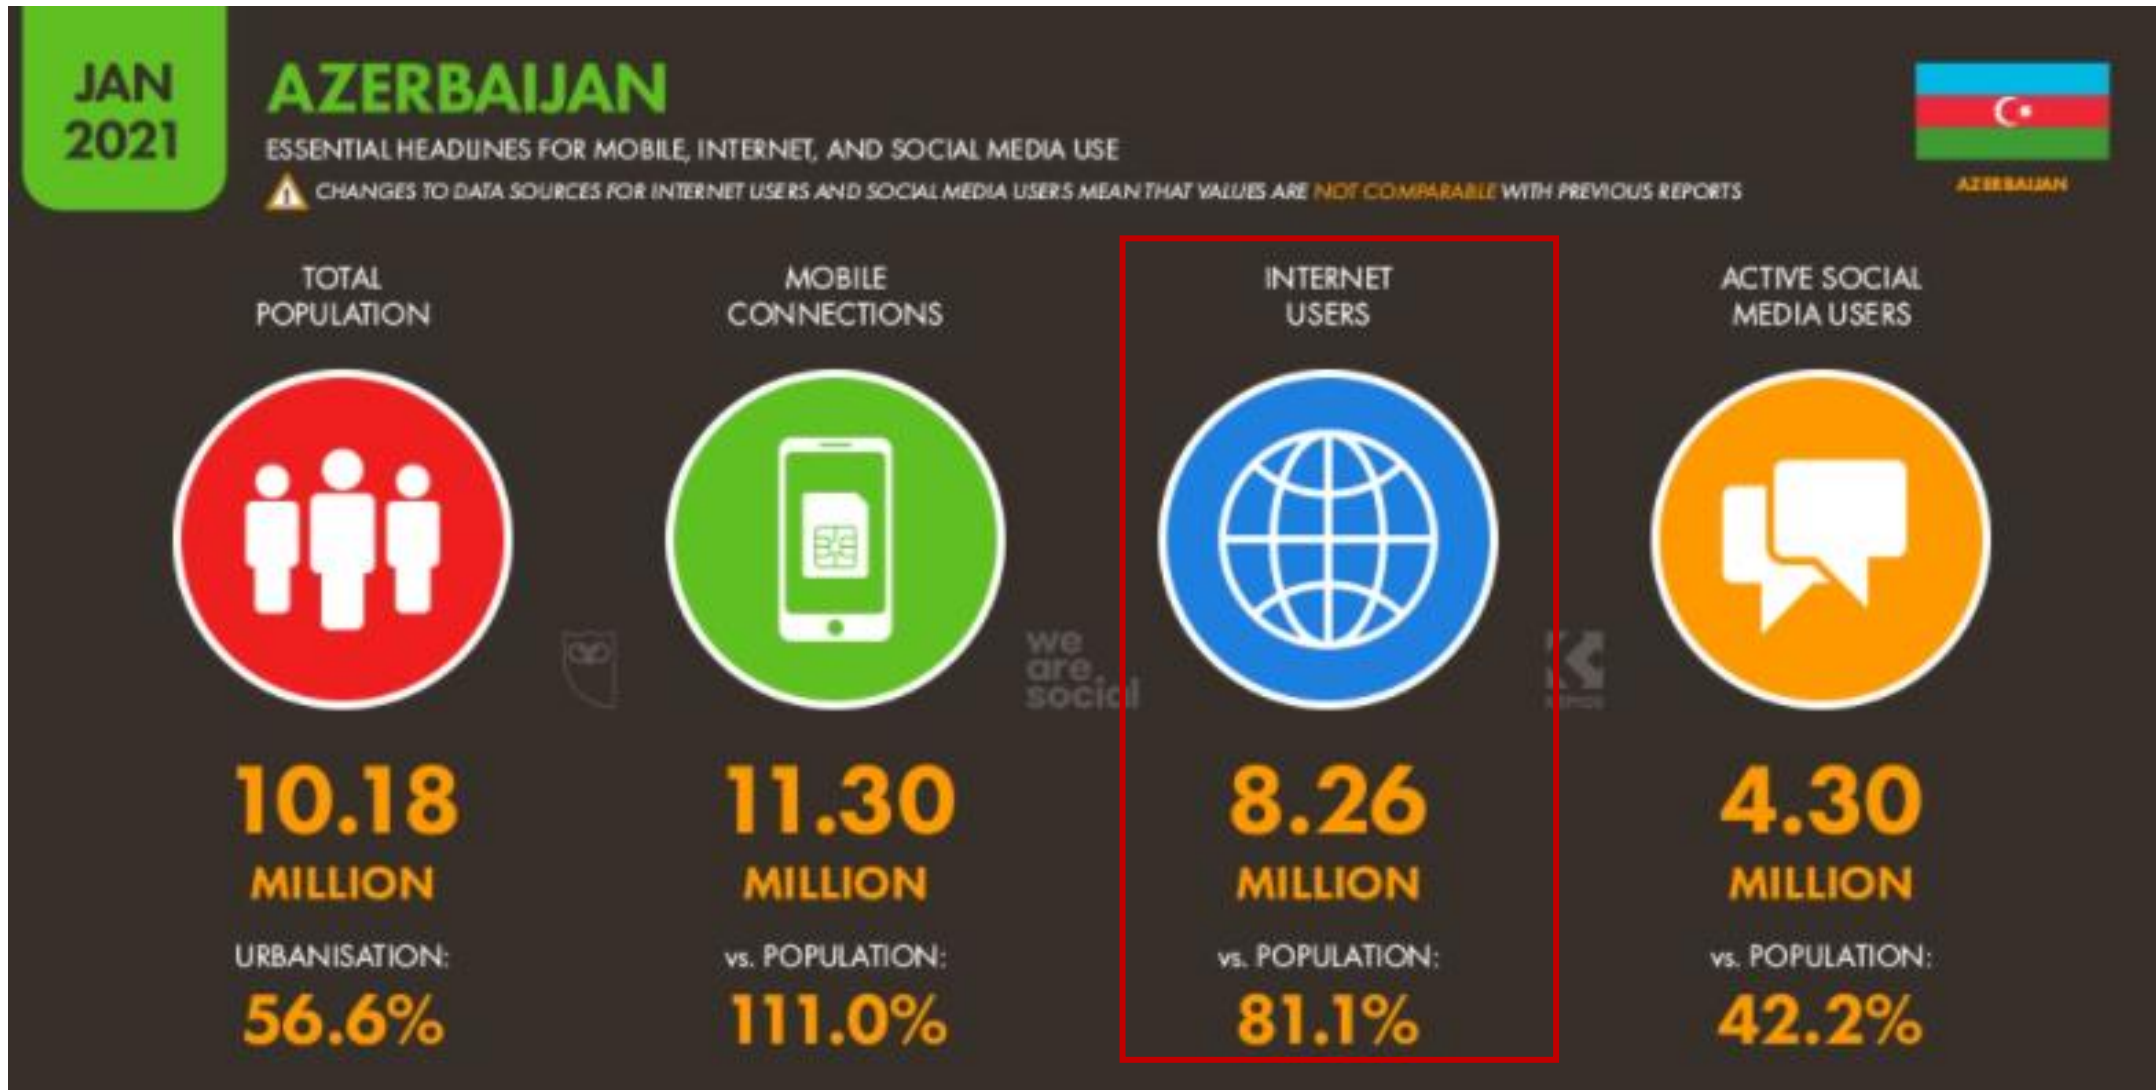 JAN
2021
AZERBAIJAN
ESSENTIAL HEADLINES FOR MOBILE, INTERNET, AND SOCIAL MEDIA USE
CHANGES TO DATA SOURCES FOR INTERNET USERS AND SOCIAL MEDIA USERS MEAN THAT VALUES ARE NOT COMPARABLE WITH PREVIOUS REPORTS
AZERBAIJAN
TOTAL
POPULATION
10.18
MILLION
URBANISATION:
56.6%
MOBILE
CONNECTIONS
11.30
MILLION
vs. POPULATION:
111.0%
we
are.
social
INTERNET
USERS
8.26
MILLION
vs. POPULATION:
81.1%
ACTIVE SOCIAL
MEDIA USERS
4.30
MILLION
vs. POPULATION:
42.2%